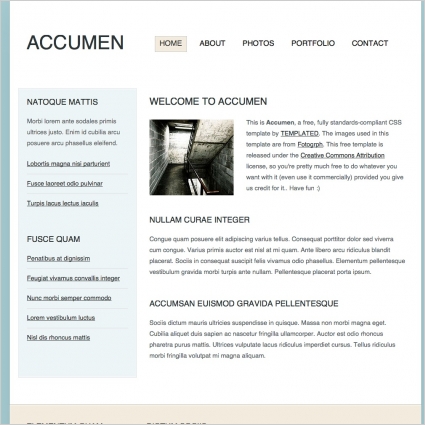 ACCUMEN
HOME ABOUT PHOTOS PORTFOLIO CONTACT
NATOQUE MATTIS
Morbi lorem ante sodales primis
ultrices justo. Enim id cubilia arcu
posuere arcu phasellus eleifend.
Lobortis magna nisi parturient
Fusce laoreet odio pulvinar
Turpis lacus lectus iaculis
FUSCE QUAM
Penatibus at dignissim
Feugiat vivamus convallis integer
Nunc morbi semper commodo
Lorem vestibulum luctus
Nisl dis rhoncus mattis
WELCOME TO ACCUMEN
This is Accumen, a free, fully standards-compliant CSS
template by TEMPLATED. The images used in this
template are from Fotogrph. This free template is
released under the Creative Commons Attribution
license, so you're pretty much free to do whatever you
want with it (even use it commercially) provided you give
us credit for it.. Have fun :)
NULLAM CURAE INTEGER
Congue quam posuere elit adipiscing varius tellus. Consequat porttitor dolor sed viverra
cum congue. Varius primis auctor est nisl at mi quam. Ante libero arcu ridiculus blandit
placerat. Sociis in consequat suscipit felis vivamus odio phasellus. Elementum pellentesque
vestibulum gravida morbi turpis ante nullam. Pellentesque placerat porta ipsum.
ACCUMSAN EUISMOD GRAVIDA PELLENTESQUE
Sociis dictum mauris ultricies suspendisse in quisque. Massa non morbi magna eget.
Cubilia aliquet duis sapien ac nascetur fringilla ullamcorper. Auctor est odio rhoncus
pharetra purus mattis. Ultrices vulputate lacus ridiculus imperdiet cursus. Tellus ridiculus
morbi fringilla volutpat mi magna aliquam.